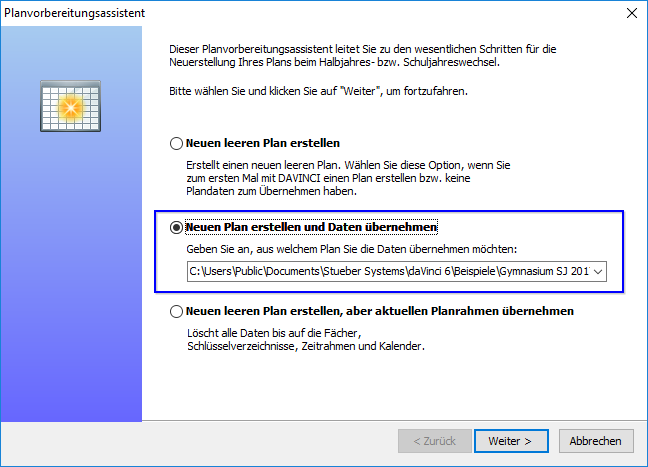 Planvorbereitungsassistent
Dieser Planvorbereitungsassistent leitet Sie zu den wesentlichen Schritten für die
Neuerstellung Ihres Plans beim Halbjahres- bzw. Schuljahreswechsel.
Bitte wählen Sie und klicken Sie auf "Weiter", um fortzufahren.
Neuen leeren Plan erstellen
Erstellt einen neuen leeren Plan. Wählen Sie diese Option, wenn Sie
zum ersten Mal mit DAVINCI einen Plan erstellen bzw. keine
Plandaten zum Übernehmen haben.
Neuen Plan erstellen und Daten übernehmen
Geben Sie an, aus welchem Plan Sie die Daten übernehmen möchten:
C:\Users\Public\Documents\Stueber Systems\daVinci 6\Beispiele\Gymnasium SJ 201
Neuen leeren Plan erstellen, aber aktuellen Planrahmen übernehmen
Löscht alle Daten bis auf die Fächer,
Schlüsselverzeichnisse, Zeitrahmen und Kalender.
< Zurück
Weiter >
Abbrechen